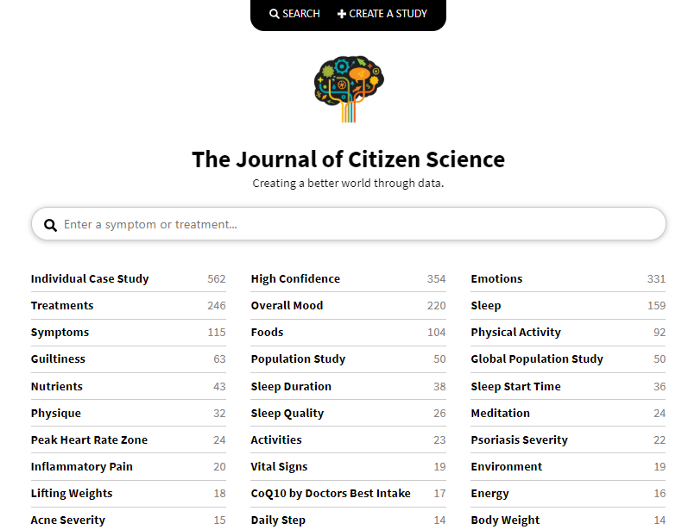 SEARCH CREATE A STUDY
The Journal of Citizen Science
Creating a better world through data.
Enter a symptom or treatment...
Individual Case Study 562 High Confidence 354 Emotions 331
Treatments 246 Overall Mood 220 Sleep 159
Symptoms 115 Foods 104 Physical Activity 92
Guiltiness 63 Population Study 50 Global Population Study 50
Nutrients 43 Sleep Duration 38 Sleep Start Time 36
Physique 32 Sleep Quality 26 Meditation 24
Peak Heart Rate Zone 24 Activities 23 Psoriasis Severity 22
Inflammatory Pain 20 Vital Signs 19 Environment 19
Lifting Weights 18 CoQ10 by Doctors Best Intake 17 Energy 16
Acne Severity 15 Daily Step 14 Body Weight 14